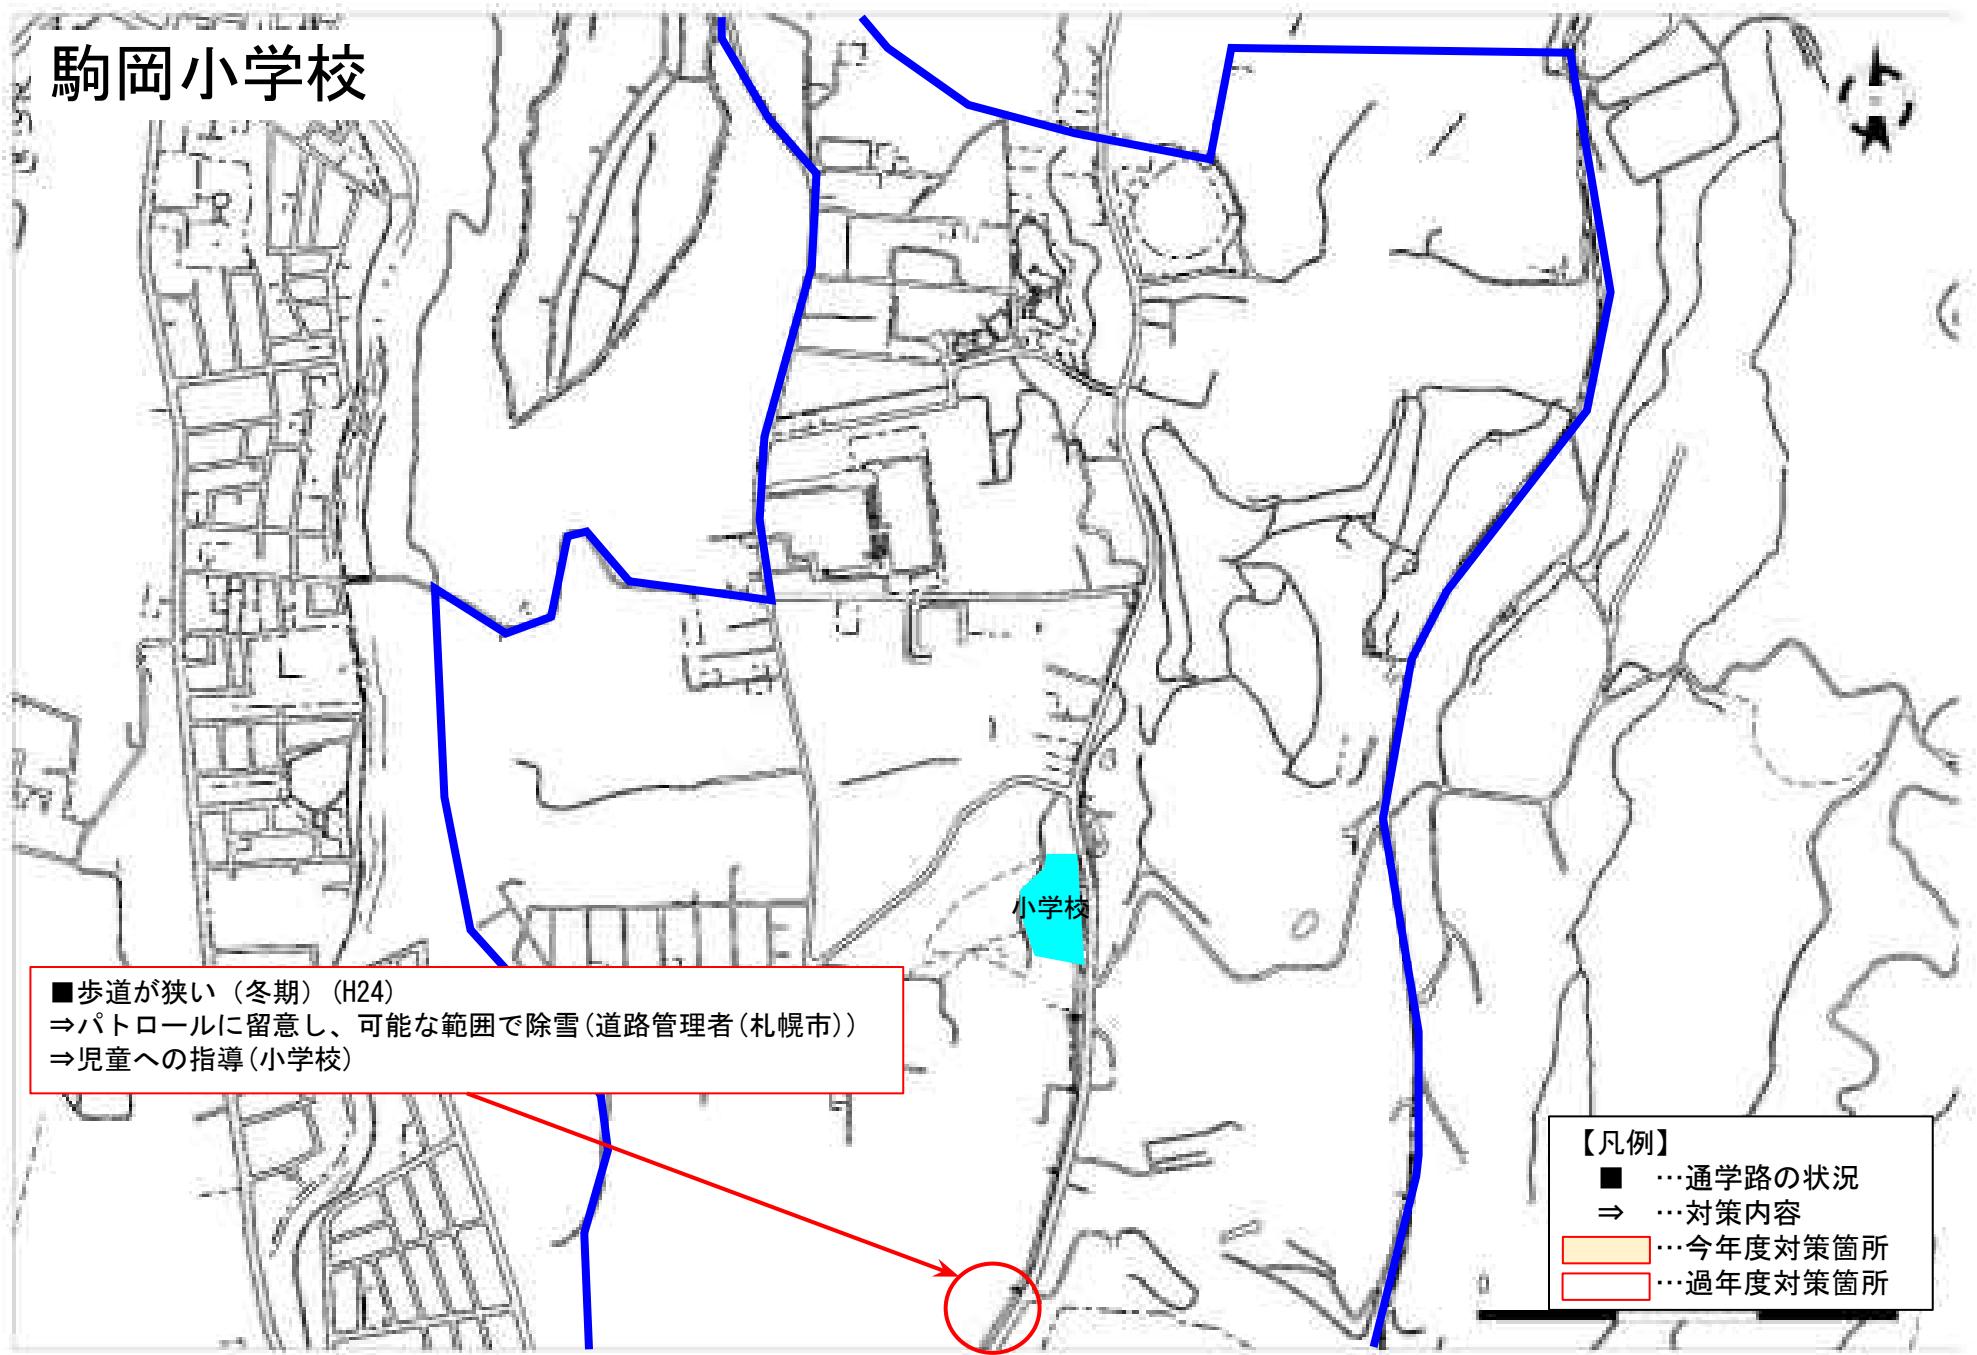 駒岡小学校
小学校
■歩道が狭い（冬期）(H24)
⇒パトロールに留意し、可能な範囲で除雪(道路管理者(札幌市))
⇒児童への指導(小学校)
【凡例】
■ …通学路の状況
⇒ …対策内容
…今年度対策箇所
…過年度対策箇所
0